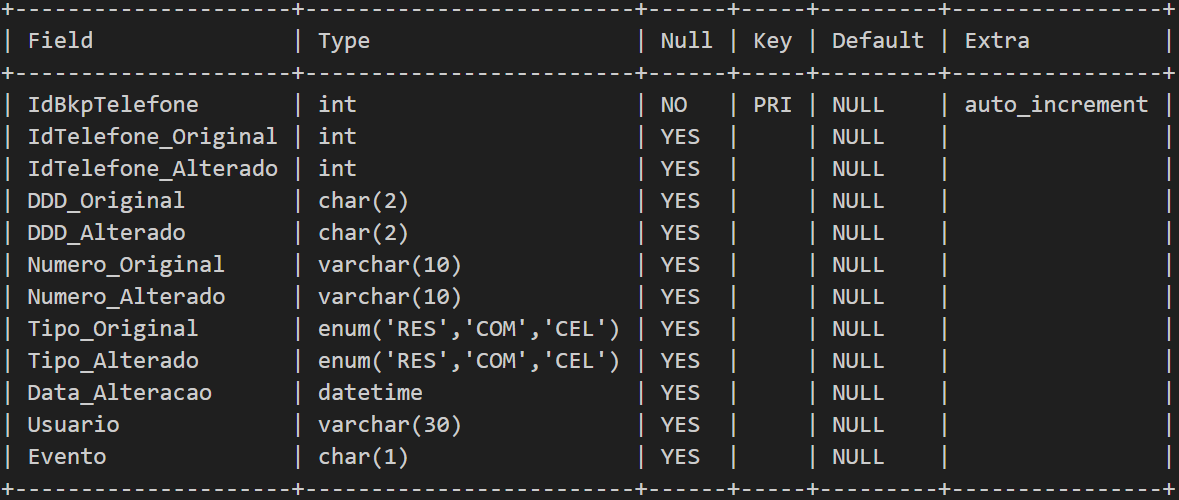 +---------------------+-------------------------+------+-----+---------+----------------+
| Field               | Type                    | Null | Key | Default | Extra          |
+---------------------+-------------------------+------+-----+---------+----------------+
| IdBkpTelefone       | int                     | NO   | PRI | NULL    | auto_increment |
| IdTelefone_Original | int                     | YES  |     | NULL    |                |
| IdTelefone_Alterado | int                     | YES  |     | NULL    |                |
| DDD_Original        | char(2)                 | YES  |     | NULL    |                |
| DDD_Alterado        | char(2)                 | YES  |     | NULL    |                |
| Numero_Original     | varchar(10)             | YES  |     | NULL    |                |
| Numero_Alterado     | varchar(10)             | YES  |     | NULL    |                |
| Tipo_Original       | enum('RES','COM','CEL') | YES  |     | NULL    |                |
| Tipo_Alterado       | enum('RES','COM','CEL') | YES  |     | NULL    |                |
| Data_Alteracao      | datetime                | YES  |     | NULL    |                |
| Usuario             | varchar(30)             | YES  |     | NULL    |                |
| Evento              | char(1)                 | YES  |     | NULL    |                |
+---------------------+-------------------------+------+-----+---------+----------------+